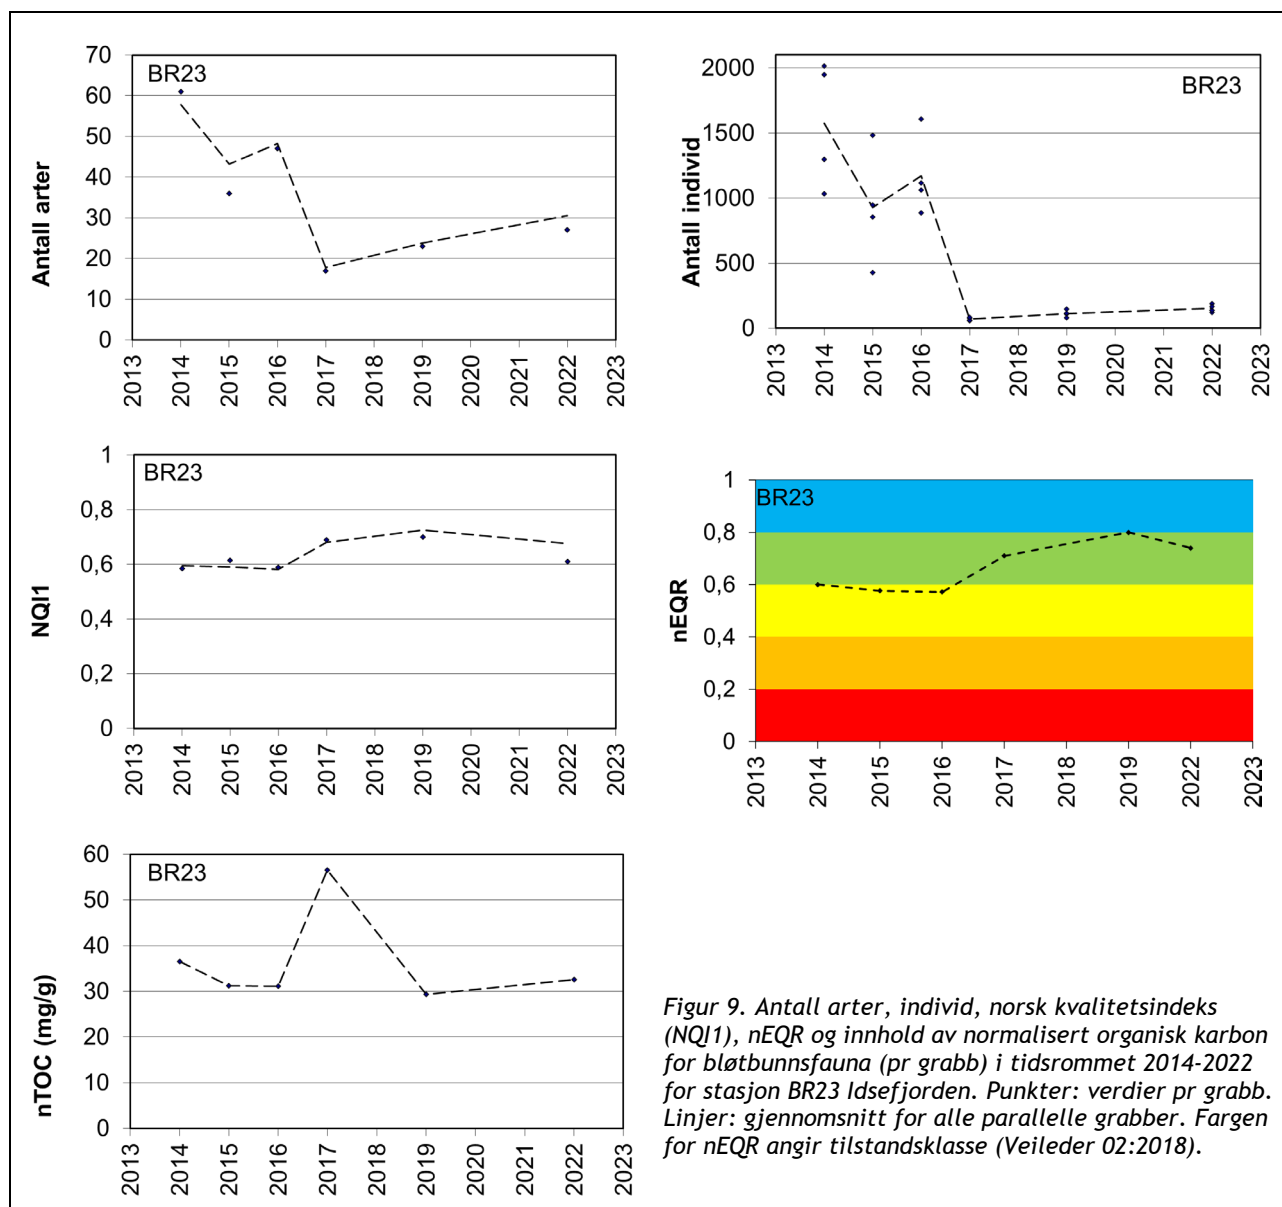 BR23
Antall arter
70
60
50
40
30
20
10
0
2013 2014 2015 2016 2017 2018 2019 2020 2021 2022 2023
BR23
Antall individ
2000
1500
1000
500
0
2013 2014 2015 2016 2017 2018 2019 2020 2021 2022 2023
BR23
NQI1
1
0,8
0,6
0,4
0,2
0
2013 2014 2015 2016 2017 2018 2019 2020 2021 2022 2023
BR23
nEQR
1
0,8
0,6
0,4
0,2
0
2013 2014 2015 2016 2017 2018 2019 2022 2023
BR23
nTOC (mg/g)
60
50
40
30
20
10
0
2013 2014 2015 2016 2017 2018 2019 2020 2021 2022 2023
Figur 9. Antall arter, individ, norsk kvalitetsindeks
(NQI1), nEQR og innhold av normalisert organisk karbon
for bløtbunnsfauna (pr grabb) i tidsrommet 2014-2022
for stasjon BR23 Idsefjorden. Punkter: verdier pr grabb.
Linjer: gjennomsnitt for alle parallelle grabber. Fargen
for nEQR angir tilstandsklasse (Veileder 02:2018).